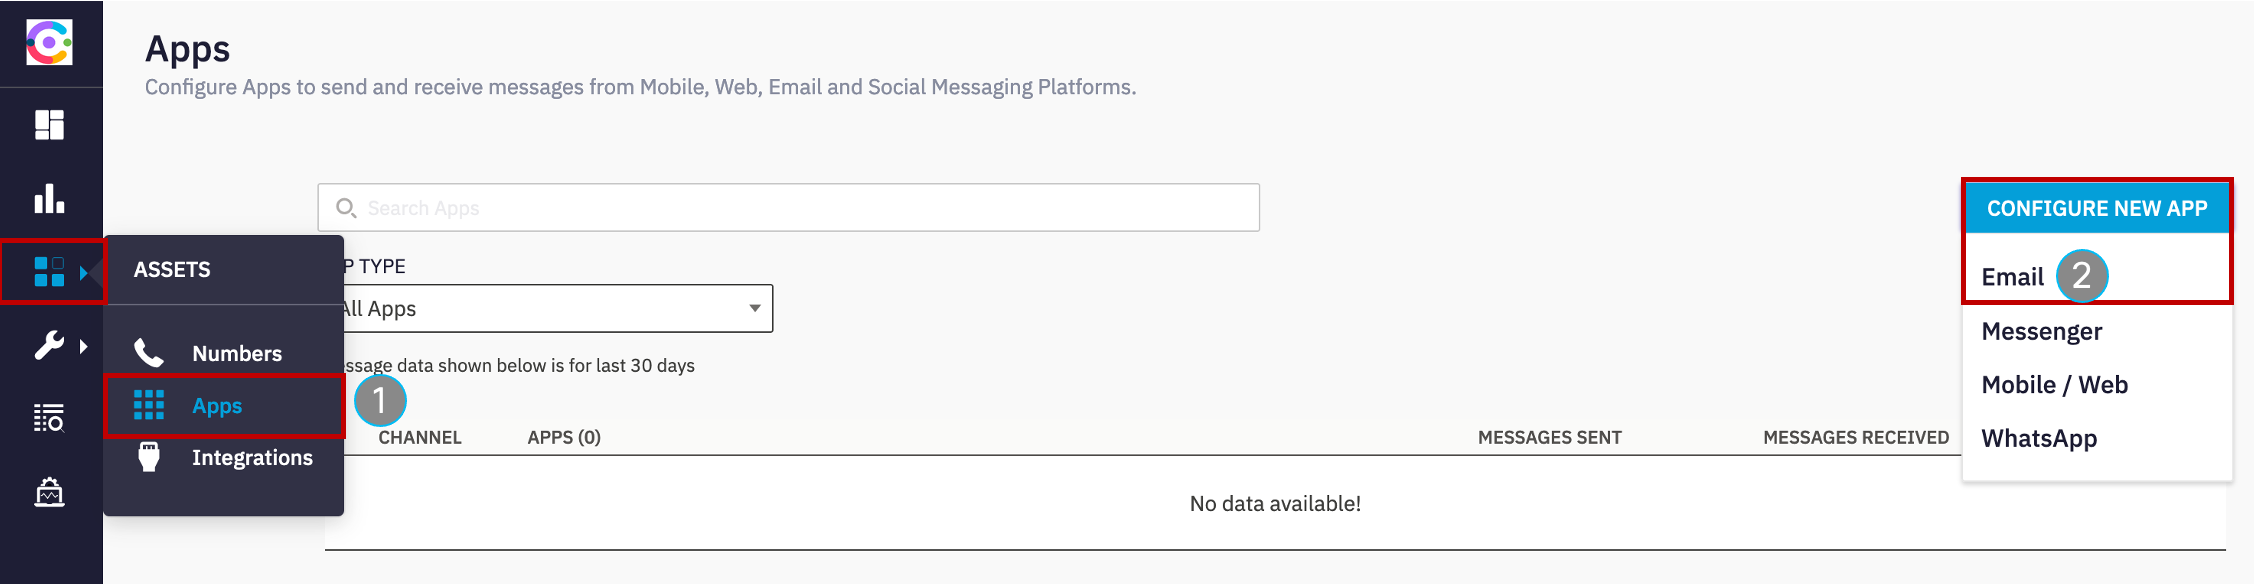 Apps
Configure Apps to send and receive messages from Mobile, Web, Email and Social Messaging Platforms.
Search Apps
CONFIGURE NEW APP
Email 2
Messenger
Mobile / Web
WhatsApp
ASSETS
Numbers
Apps 1
Integrations
P TYPE
All Apps
ssage data shown below is for last 30 days
CHANNEL APPS (0) MESSAGES SENT MESSAGES RECEIVED
No data available!